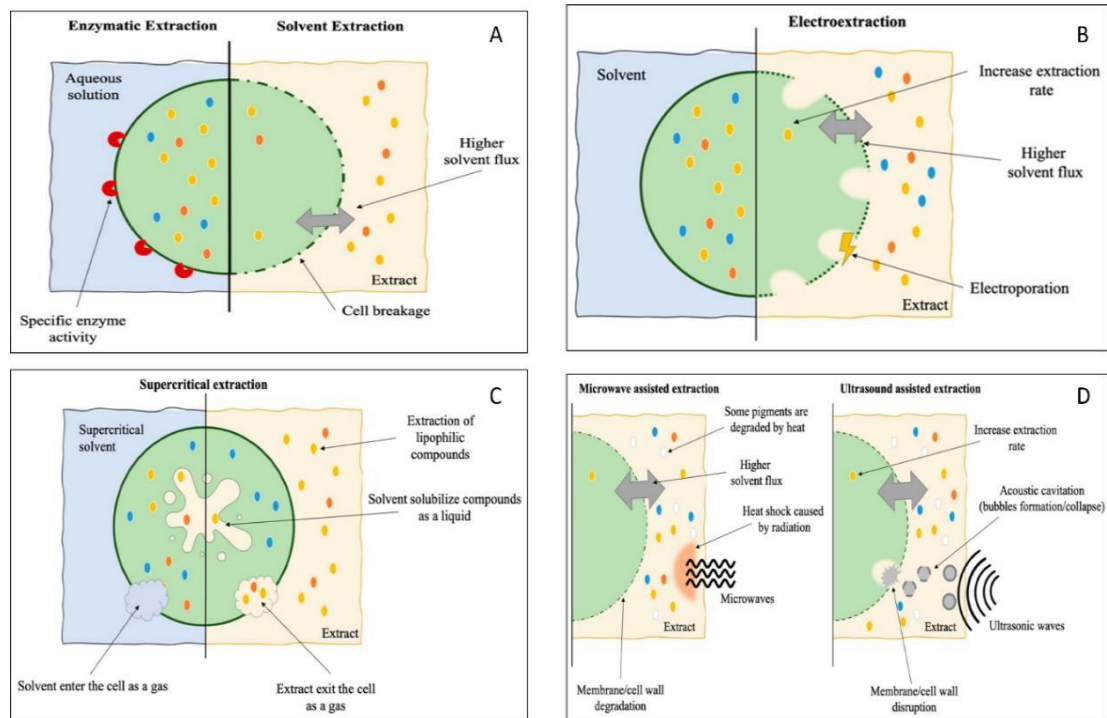 Enzymatic Extraction
Solvent Extraction
A
Aqueous
solution
Higher
solvent flux
Extract
Cell breakage
Specific enzyme
activity
Electroextraction
B
Solvent
Increase extraction
rate
Higher
solvent flux
Electroporation
Extract
Supercritical extraction
C
Supercritical
solvent
Extraction of
lipophilic
compounds
Solvent solubilize compounds
as a liquid
Extract
Solvent enter the cell as a gas
Extract exit the cell
as a gas
Microwave assisted extraction
Some pigments are
degraded by heat
Higher
solvent flux
Heat shock caused
by radiation
Microwaves
Extract
Membrane/cell wall
degradation
Ultrasound assisted extraction
D
Increase extraction
rate
Acoustic cavitation
(bubbles formation/collapse)
Extract
Ultrasonic waves
Membrane/cell wall
disruption